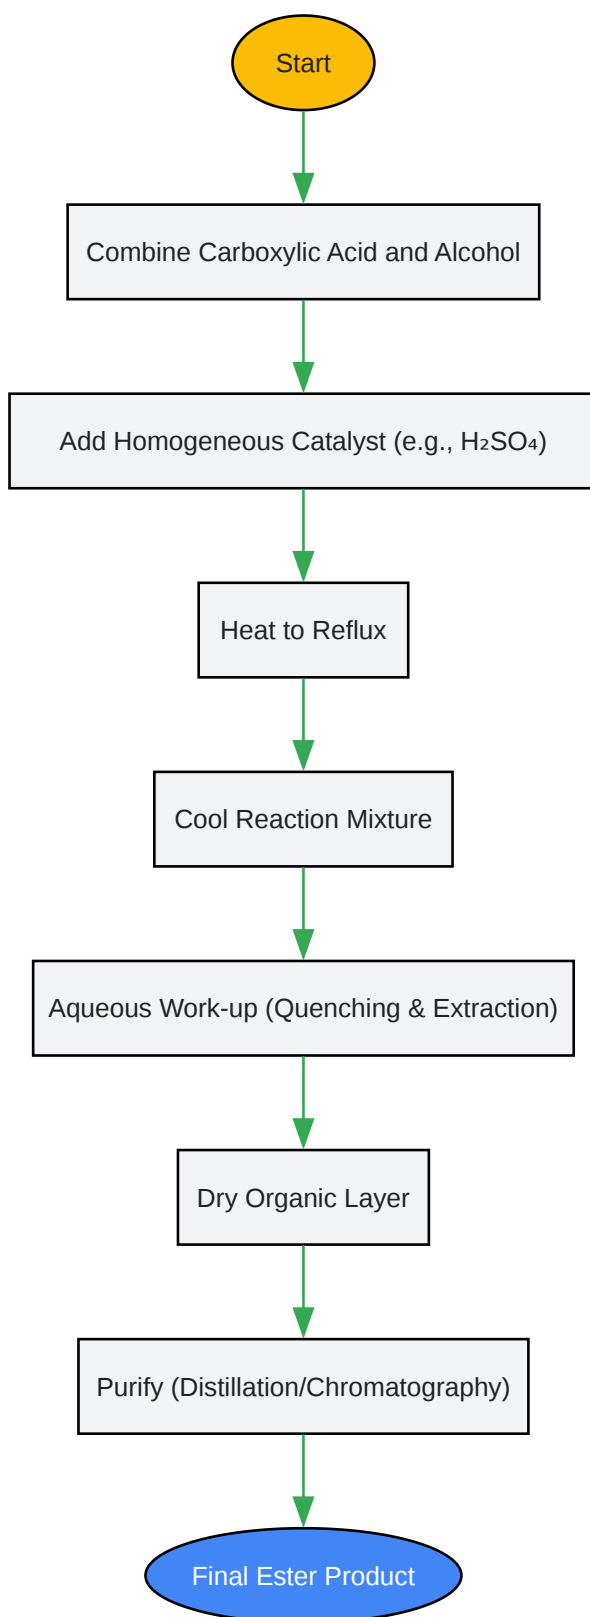 Start
Combine Carboxylic Acid and Alcohol
Add Homogeneous Catalyst (e.g., H₂SO₄)
Heat to Reflux
Cool Reaction Mixture
Aqueous Work-up (Quenching & Extraction)
Dry Organic Layer
Purify (Distillation/Chromatography)
Final Ester Product